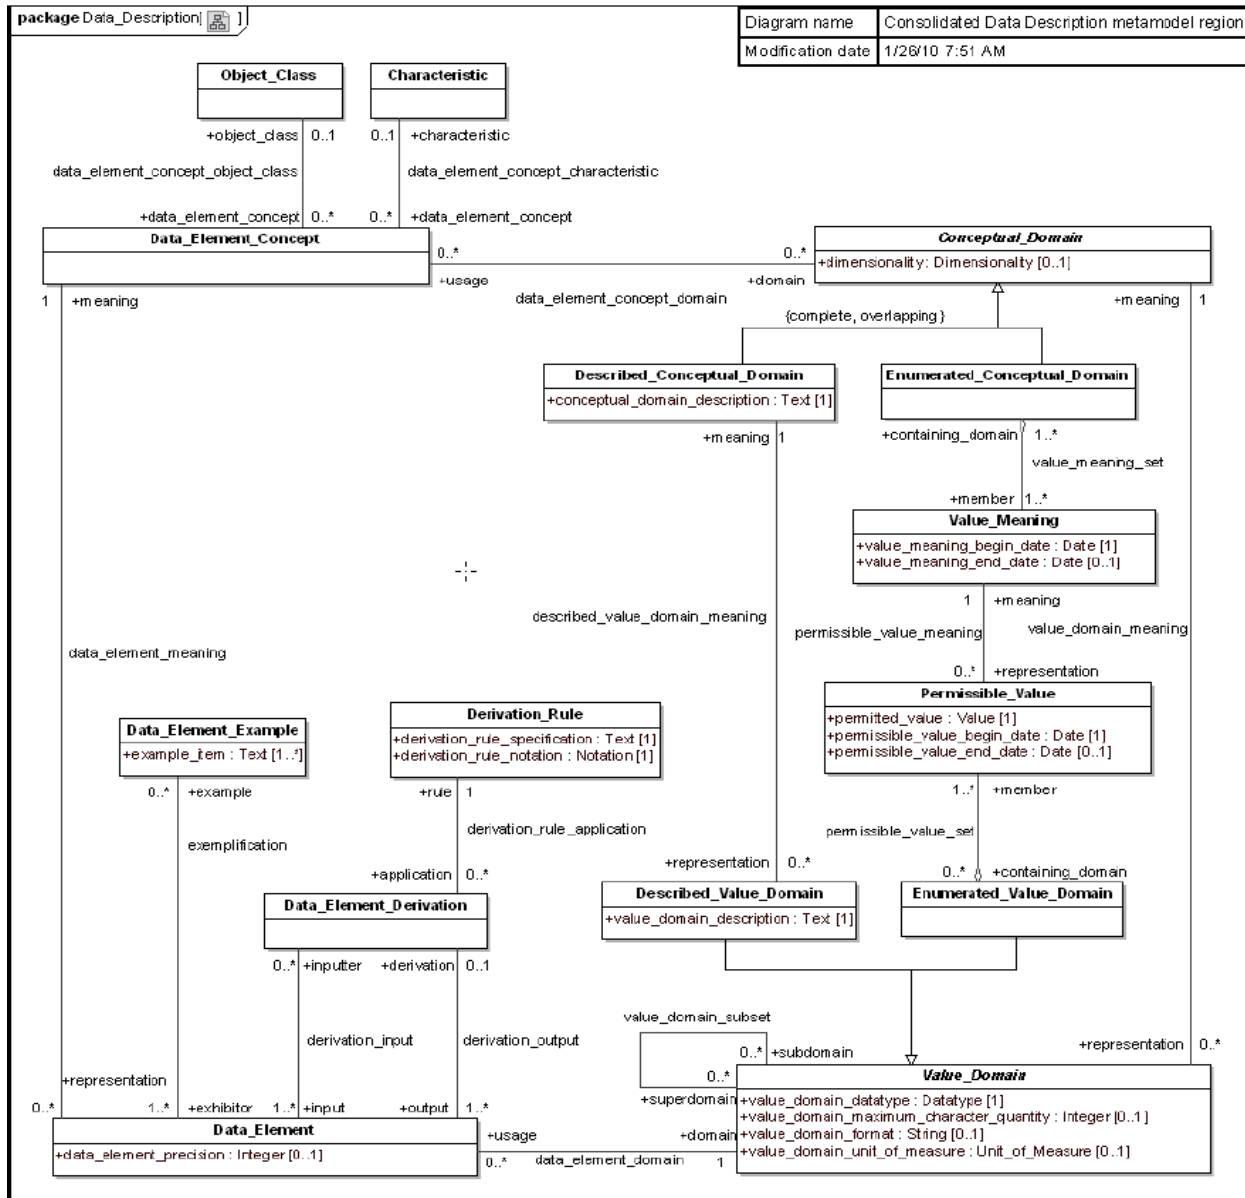 package Data_Description[ ]
Diagram name Consolidated Data Description metamodel region
Modification date 1/26/10 7:51 AM
Object_Class
Characteristic
+object_class 0..1
0..1 +characteristic
data_element_concept_object_class
data_element_concept_characteristic
+data_element_concept 0..*
0..* +data_element_concept
Data_Element_Concept
Conceptual_Domain
+dimensionality: Dimensionality [0..1]
0..*
+usage
0..*
+domain
data_element_concept_domain
1 +meaning
+meaning 1
{complete, overlapping }
Described_Conceptual_Domain
+conceptual_domain_description : Text [1]
Enumerated_Conceptual_Domain
+meaning 1
+containing_domain 1..*
value_meaning_set
+member 1..*
Value_Meaning
+value_meaning_begin_date : Date [1]
+value_meaning_end_date : Date [0..1]
1 +meaning
described_value_domain_meaning
permissible_value_meaning
value_domain_meaning
data_element_meaning
0..* +representation
Permissible_Value
+permitted_value : Value [1]
+permissible_value_begin_date : Date [1]
+permissible_value_end_date : Date [0..1]
Data_Element_Example
+example_item : Text [1..*]
Derivation_Rule
+derivation_rule_specification : Text [1]
+derivation_rule_notation : Notation [1]
0..* +example
+rule 1
1..* +member
exemplification
derivation_rule_application
permissible_value_set
+application 0..*
+representation 0..*
0..* +containing_domain
Data_Element_Derivation
Described_Value_Domain
+value_domain_description : Text [1]
Enumerated_Value_Domain
0..* +inputter
+derivation 0..1
derivation_input
derivation_output
value_domain_subset
0..* +subdomain
0..*
+superdomain
+representation 0..*
+representation
0..*
1..* +exhibitor
1..* +input
+output 1..*
Data_Element
+data_element_precision : Integer [0..1]
+usage
0..*
data_element_domain
+domain
1
Value_Domain
+value_domain_datatype : Datatype [1]
+value_domain_maximum_character_quantity : Integer [0..1]
+value_domain_format : String [0..1]
+value_domain_unit_of_measure : Unit_of_Measure [0..1]